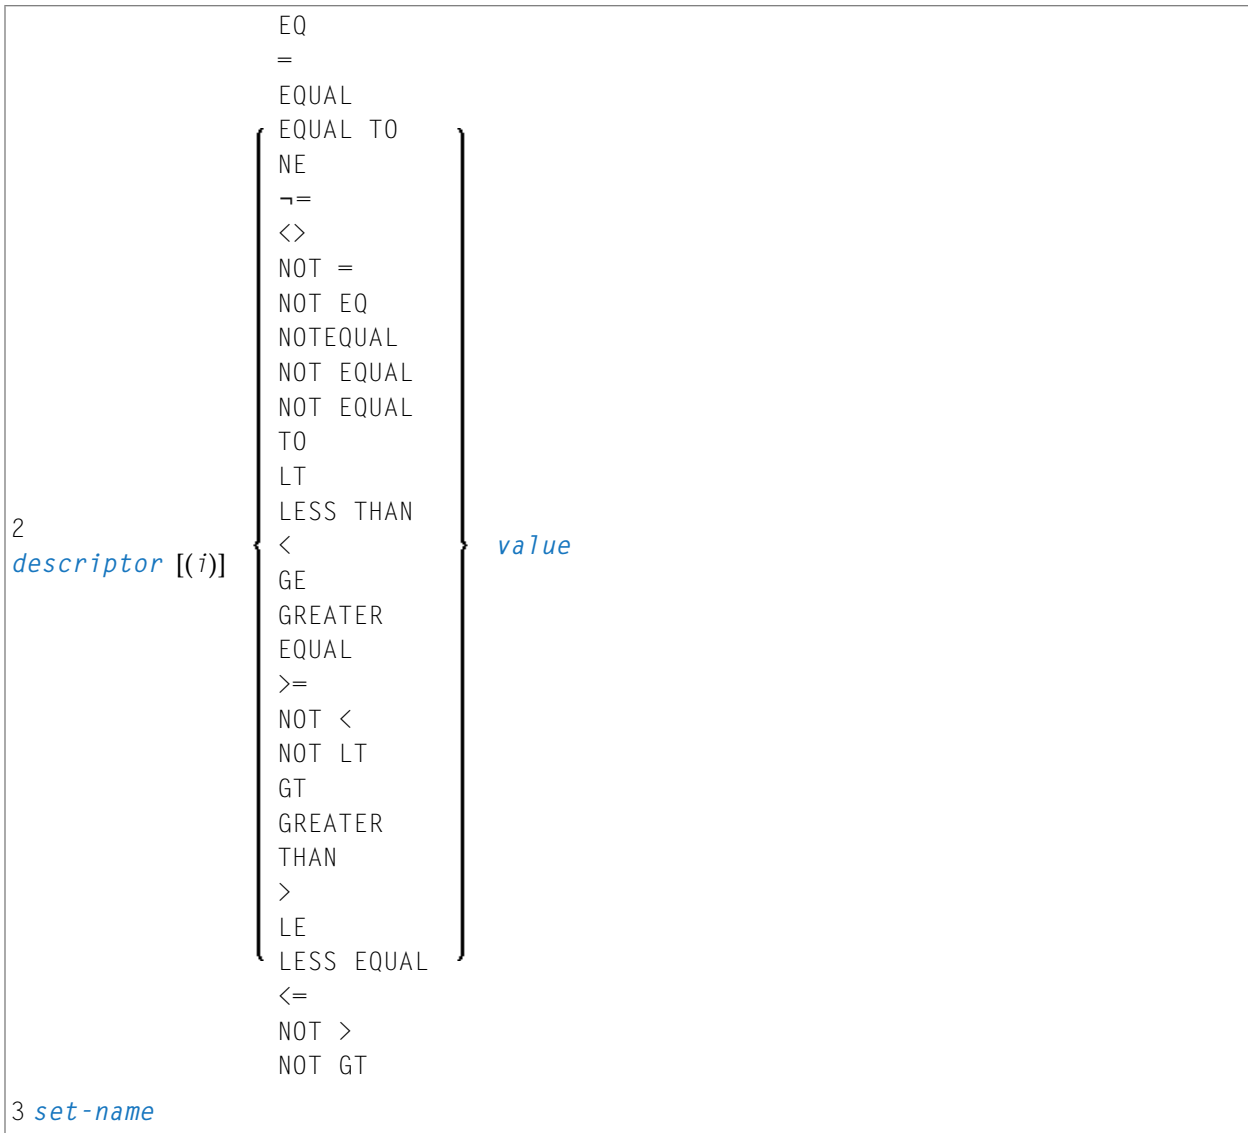 EQ
=
EQUAL
EQUAL TO
NE
¬=
<>
NOT =
NOT EQ
NOTEQUAL
NOT EQUAL
NOT EQUAL
TO
LT
LESS THAN
2
descriptor [(i)]
<
value
GE
GREATER
EQUAL
>=
NOT <
NOT LT
GT
GREATER
THAN
>
LE
LESS EQUAL
<=
NOT >
NOT GT
3 set-name